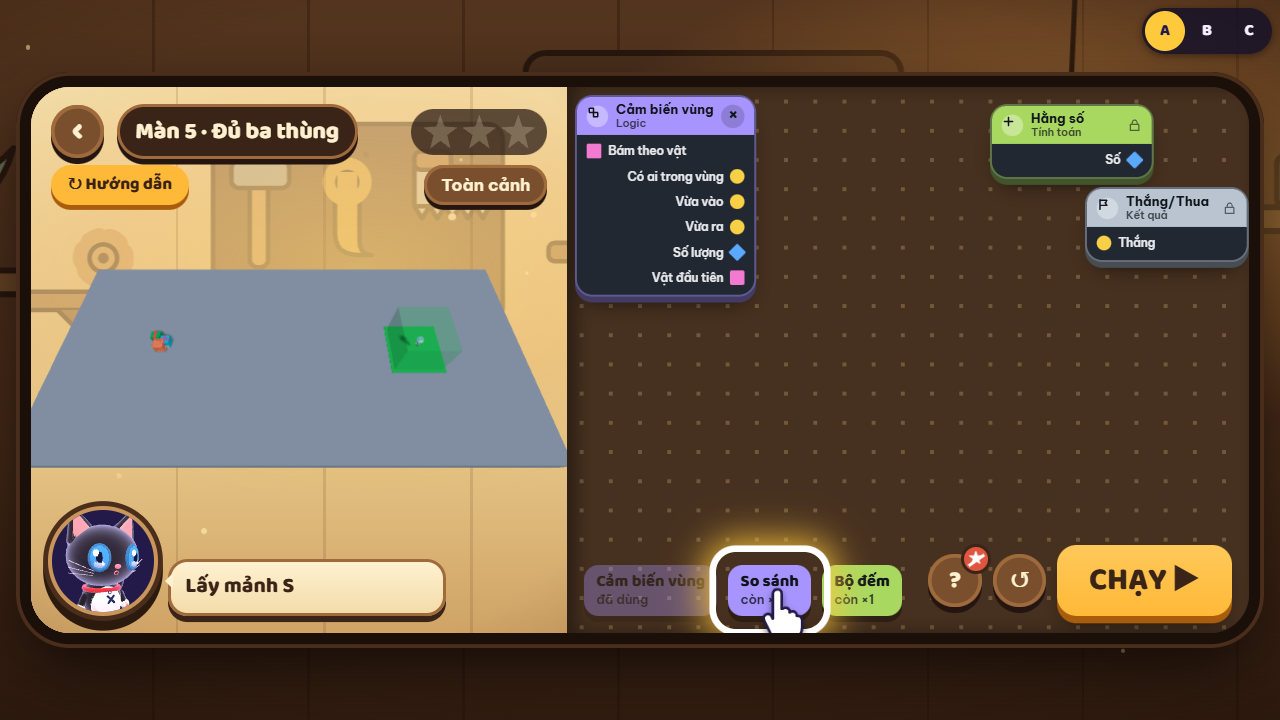 A B C
Màn 5 • Đủ ba thùng
↻ Hướng dẫn
Toàn cảnh
Lấy mảnh S
Cảm biến vùng
Logic
Bám theo vật
Có ai trong vùng
Vừa vào
Vừa ra
Số lượng
Vật đầu tiên
Hằng số
Tính toán
Số
Thắng/Thua
Kết quả
Thắng
Cảm biến vùng
đã dùng
So sánh
còn
Bộ đếm
còn ×1
?
CHẠY